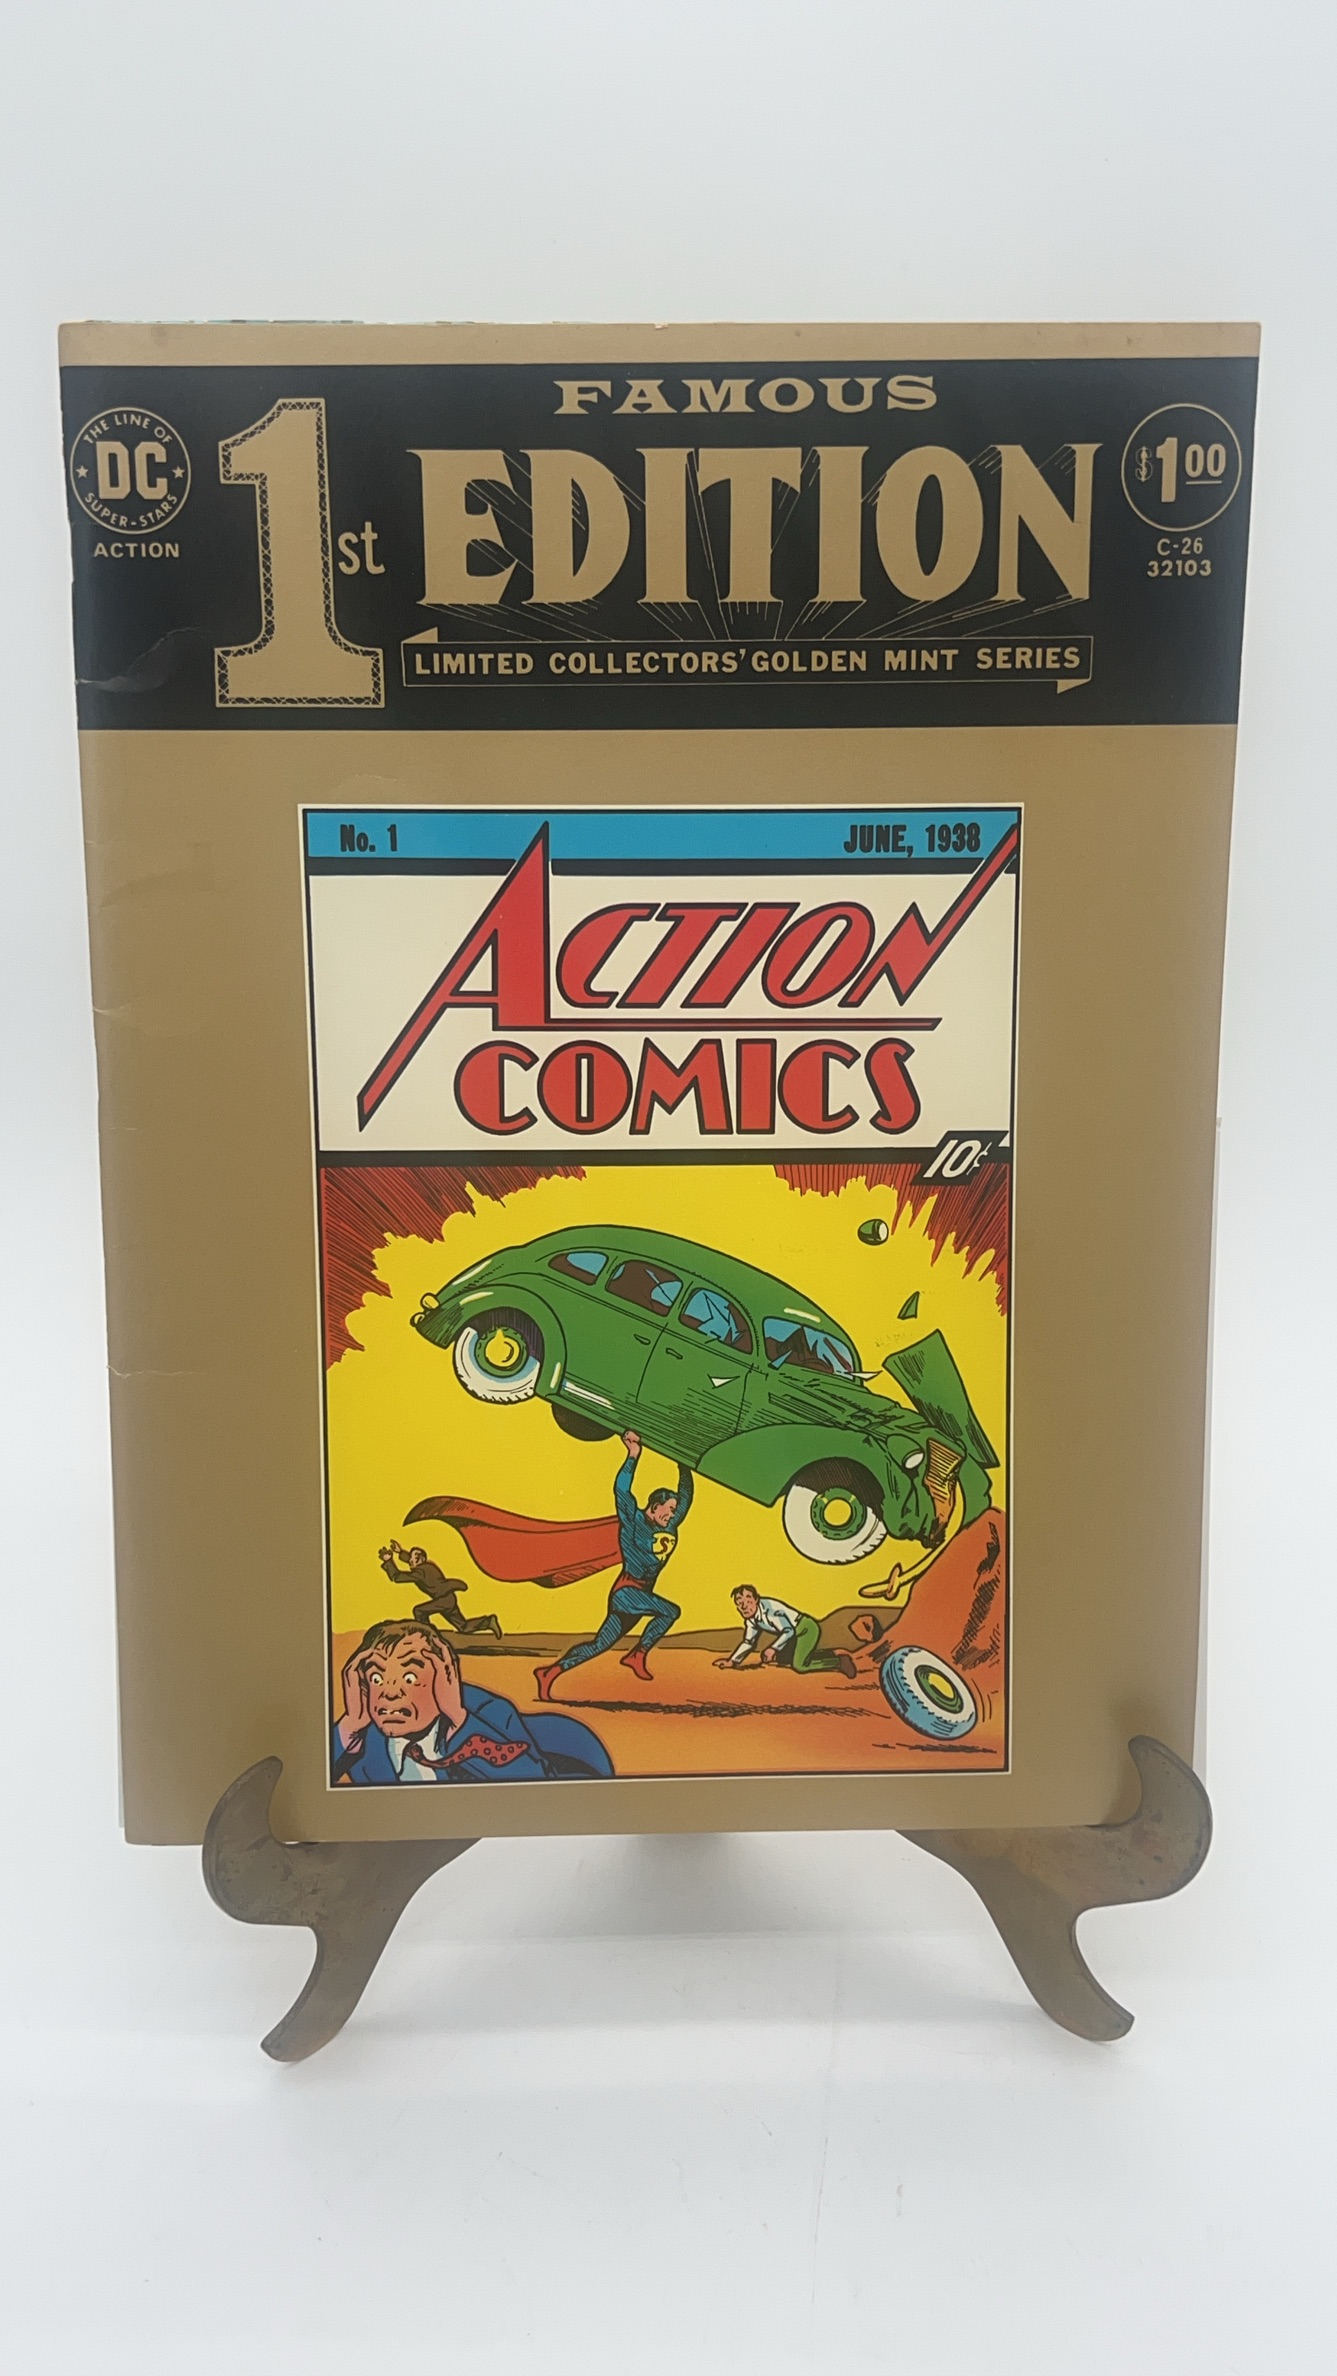 THE LINE OF
DC
SUPER-STARS
ACTION
FAMOUS
1st EDITION
LIMITED COLLECTORS' GOLDEN MINT SERIES
$1.00
C-26
32103
No. 1 JUNE, 1938
ACTION
COMICS
10¢
S